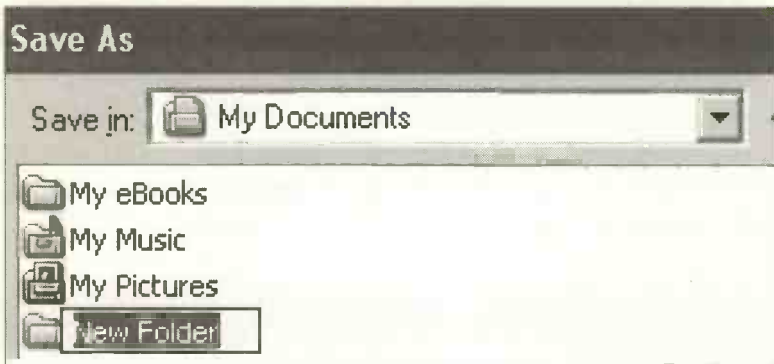 Save As
Save in: My Documents
My eBooks
My Music
My Pictures
New Folder